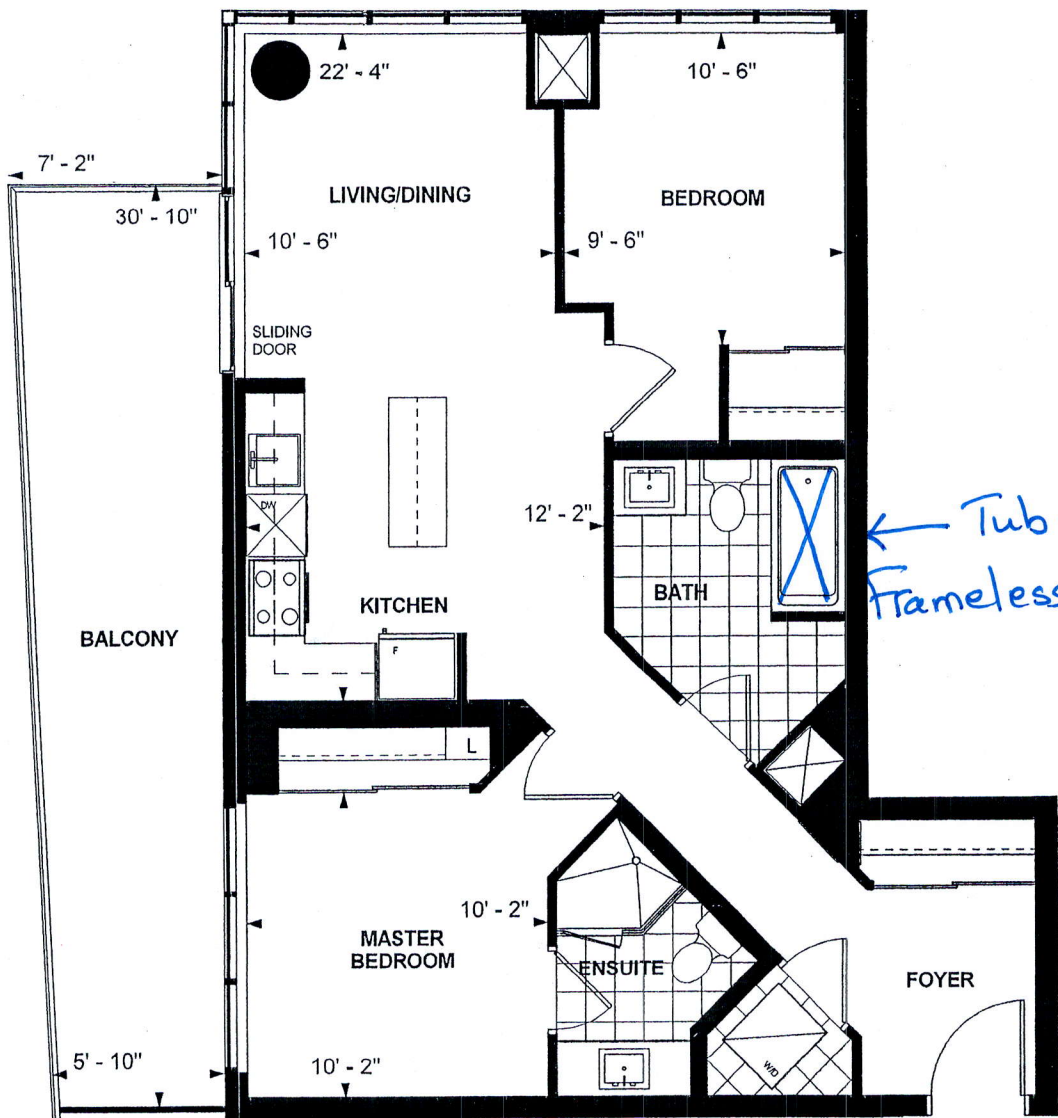 22' - 4"
10' - 6"
7' - 2"
30' - 10"
LIVING/DINING
BEDROOM
10' - 6"
9' - 6"
SLIDING
DOOR
DW
12' - 2"
Tub
Frameless
BATH
KITCHEN
F
BALCONY
L
10' - 2"
MASTER
BEDROOM
ENSUITE
FOYER
5' - 10"
10' - 2"
W/D